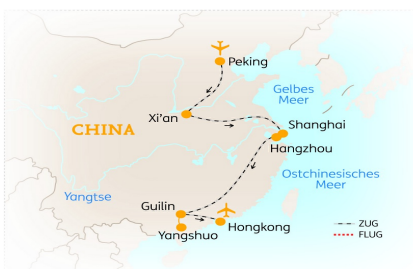 Peking
Gelbes
Meer
Xi'an
CHINA
Shanghai
Hangzhou
Ostchinesisches
Meer
Yangtse
Guilin
Hongkong
Yangshuo
ZUG
FLUG